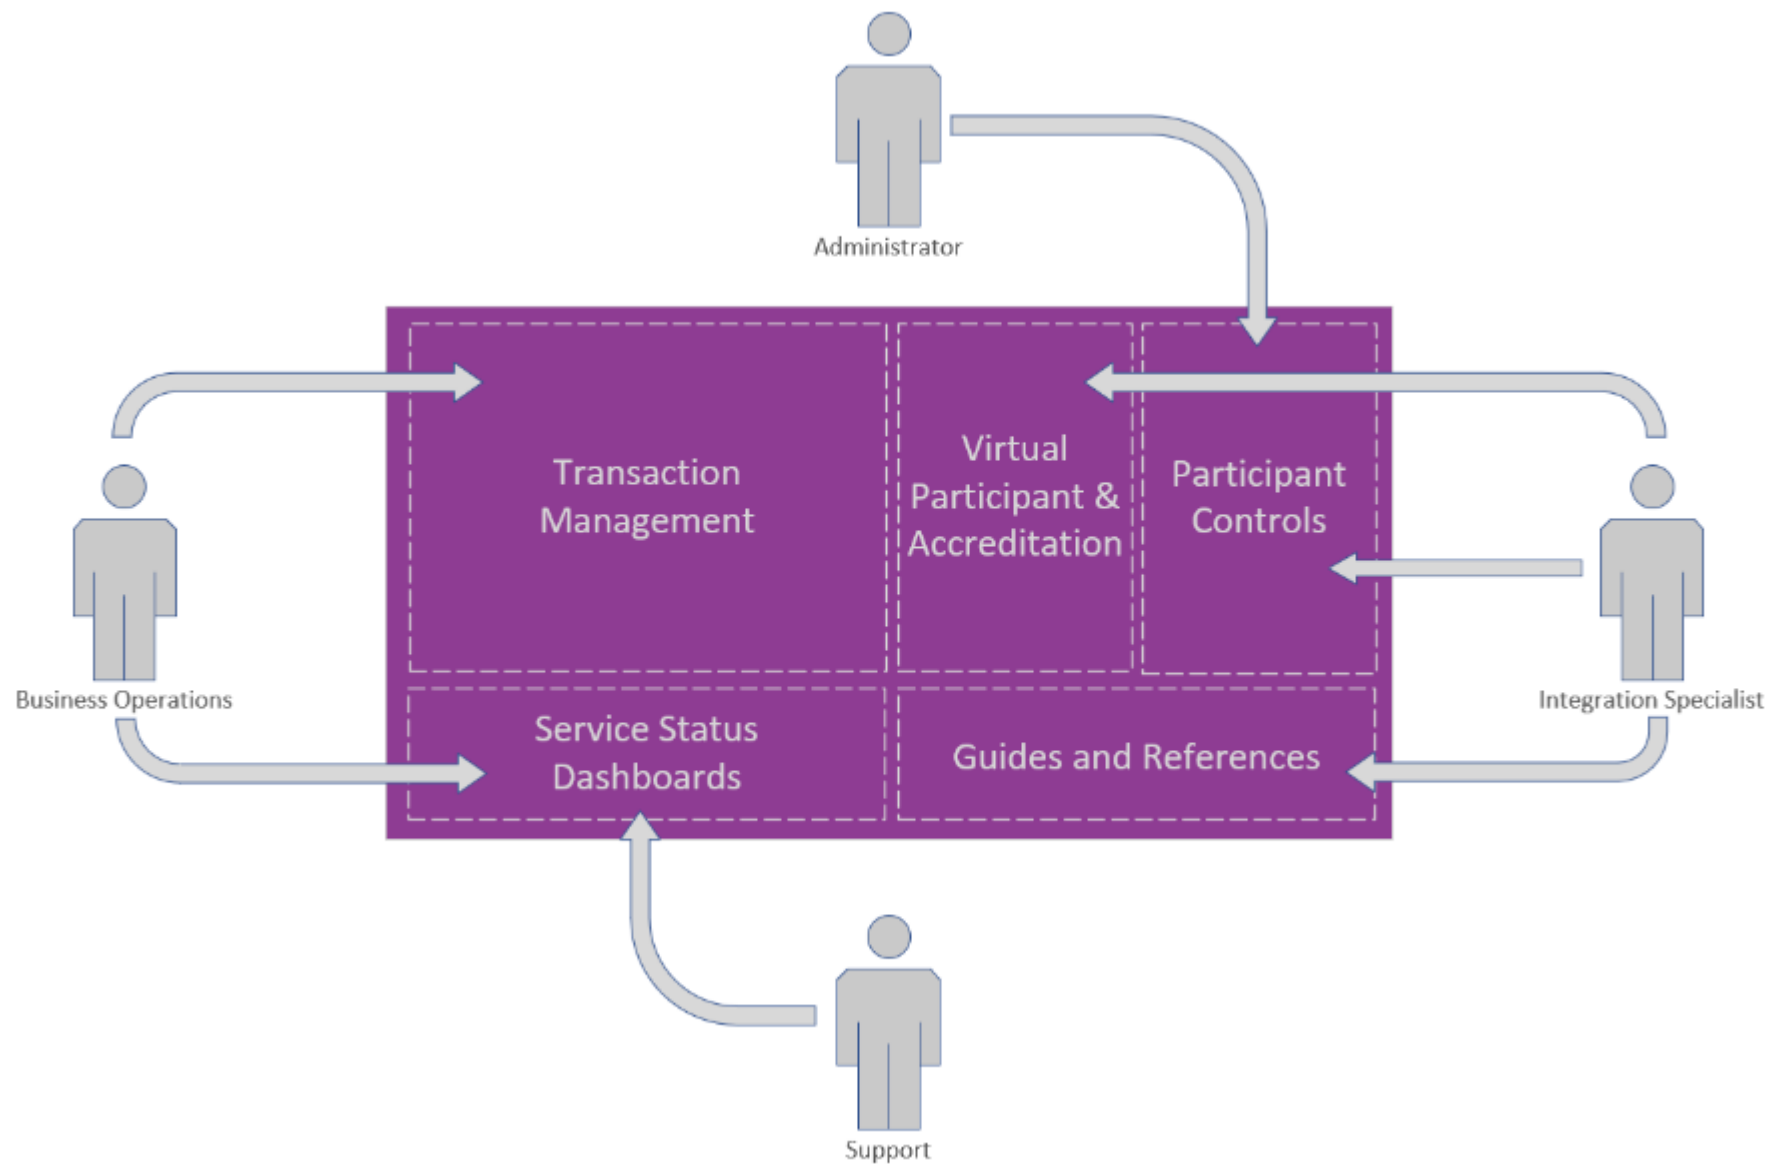 Administrator
Transaction
Management
Virtual
Participant &
Accreditation
Participant
Controls
Business Operations
Integration Specialist
Service Status
Dashboards
Guides and References
Support